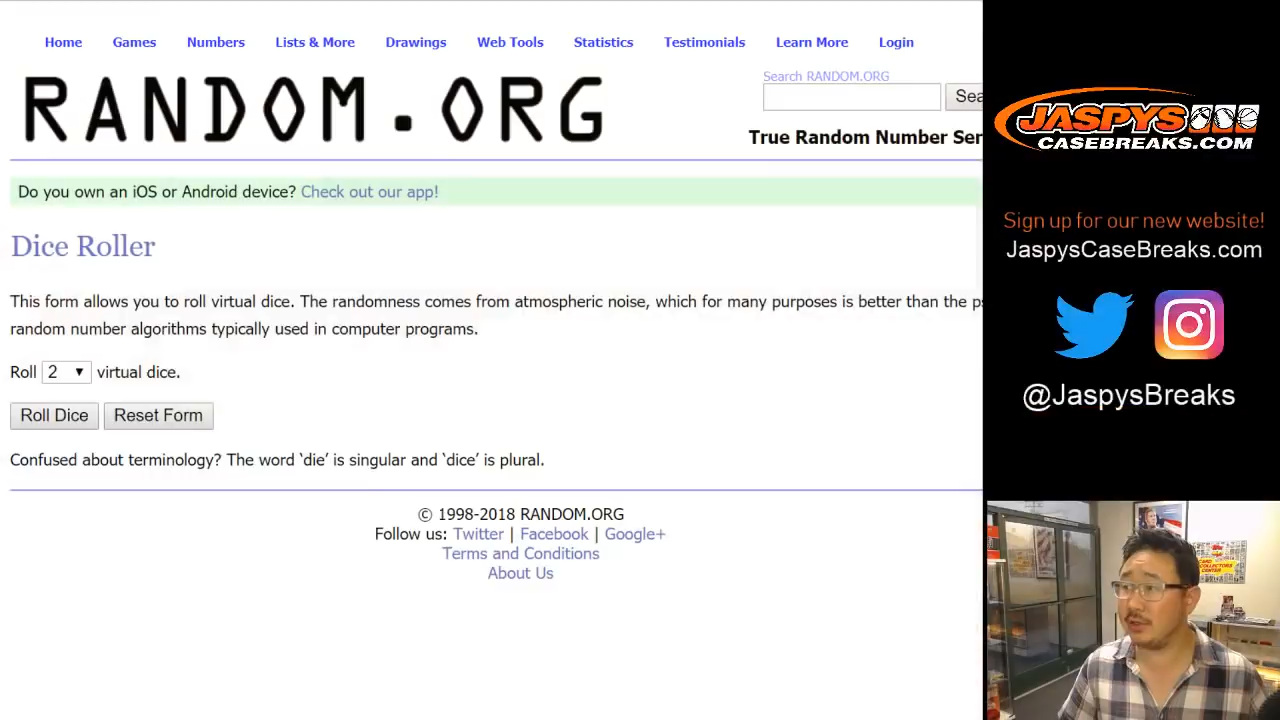 Home Games Numbers Lists & More Drawings Web Tools Statistics Testimonials Learn More Login
RANDOM.ORG
Search RANDOM.ORG
Sea
True Random Number Ser
Do you own an iOS or Android device? Check out our app!
Dice Roller
This form allows you to roll virtual dice. The randomness comes from atmospheric noise, which for many purposes is better than the ps
random number algorithms typically used in computer programs.
Roll 2 ▼ virtual dice.
Roll Dice Reset Form
Confused about terminology? The word ‘die’ is singular and ‘dice’ is plural.
© 1998-2018 RANDOM.ORG
Follow us: Twitter | Facebook | Google+
Terms and Conditions
About Us
JASPYS
CASEBREAKS.COM
Sign up for our new website!
JaspysCaseBreaks.com
@JaspysBreaks
CARD
COLLECTORS
CENTER